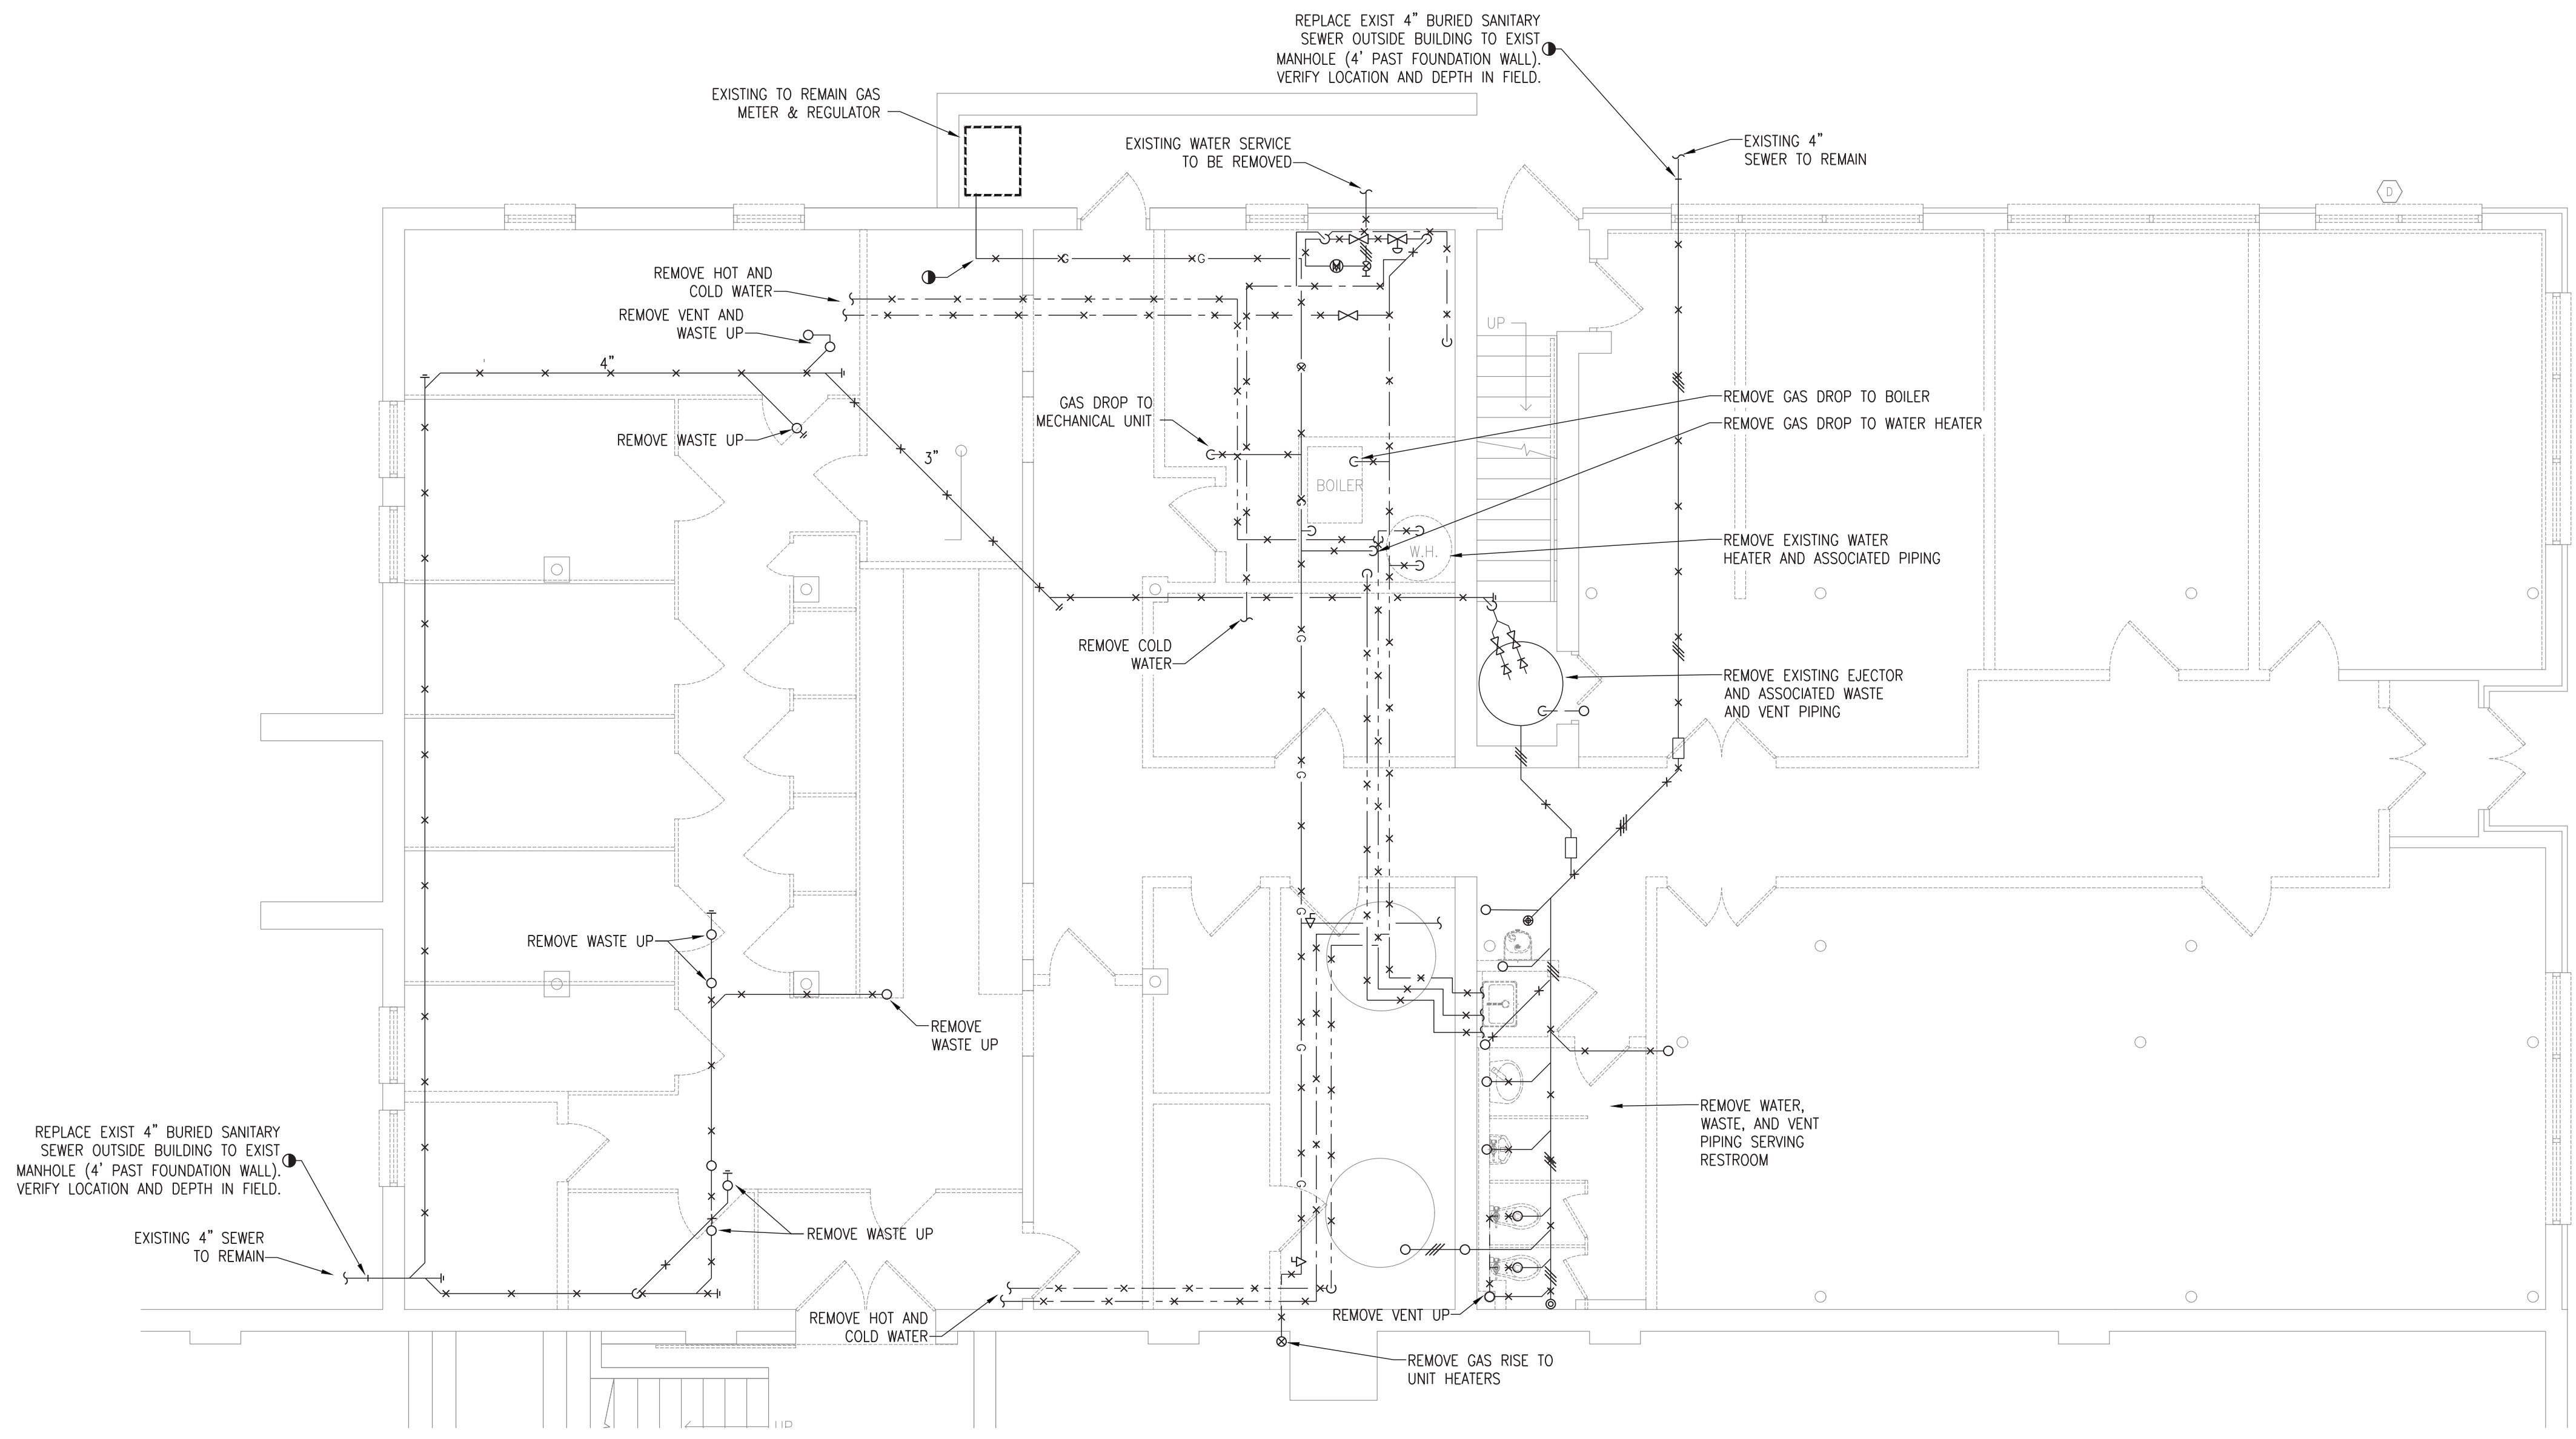 REPLACE EXIST 4" BURIED SANITARY
SEWER OUTSIDE BUILDING TO EXIST
MANHOLE (4' PAST FOUNDATION WALL).
VERIFY LOCATION AND DEPTH IN FIELD.
EXISTING TO REMAIN GAS
METER & REGULATOR
EXISTING WATER SERVICE
TO BE REMOVED
EXISTING 4"
SEWER TO REMAIN
D
G
G
M
REMOVE HOT AND
COLD WATER
REMOVE VENT AND
WASTE UP
UP
4"
GAS DROP TO
MECHANICAL UNIT
REMOVE GAS DROP TO BOILER
REMOVE GAS DROP TO WATER HEATER
REMOVE WASTE UP
3"
BOILER
G
W.H.
REMOVE EXISTING WATER
HEATER AND ASSOCIATED PIPING
G
REMOVE COLD
WATER
REMOVE EXISTING EJECTOR
AND ASSOCIATED WASTE
AND VENT PIPING
G
G
REMOVE WASTE UP
REMOVE
WASTE UP
G
REPLACE EXIST 4" BURIED SANITARY
SEWER OUTSIDE BUILDING TO EXIST
MANHOLE (4' PAST FOUNDATION WALL).
VERIFY LOCATION AND DEPTH IN FIELD.
REMOVE WATER,
WASTE, AND VENT
PIPING SERVING
RESTROOM
G
EXISTING 4" SEWER
TO REMAIN
REMOVE WASTE UP
REMOVE HOT AND
COLD WATER
REMOVE VENT UP
REMOVE GAS RISE TO
UNIT HEATERS
UP